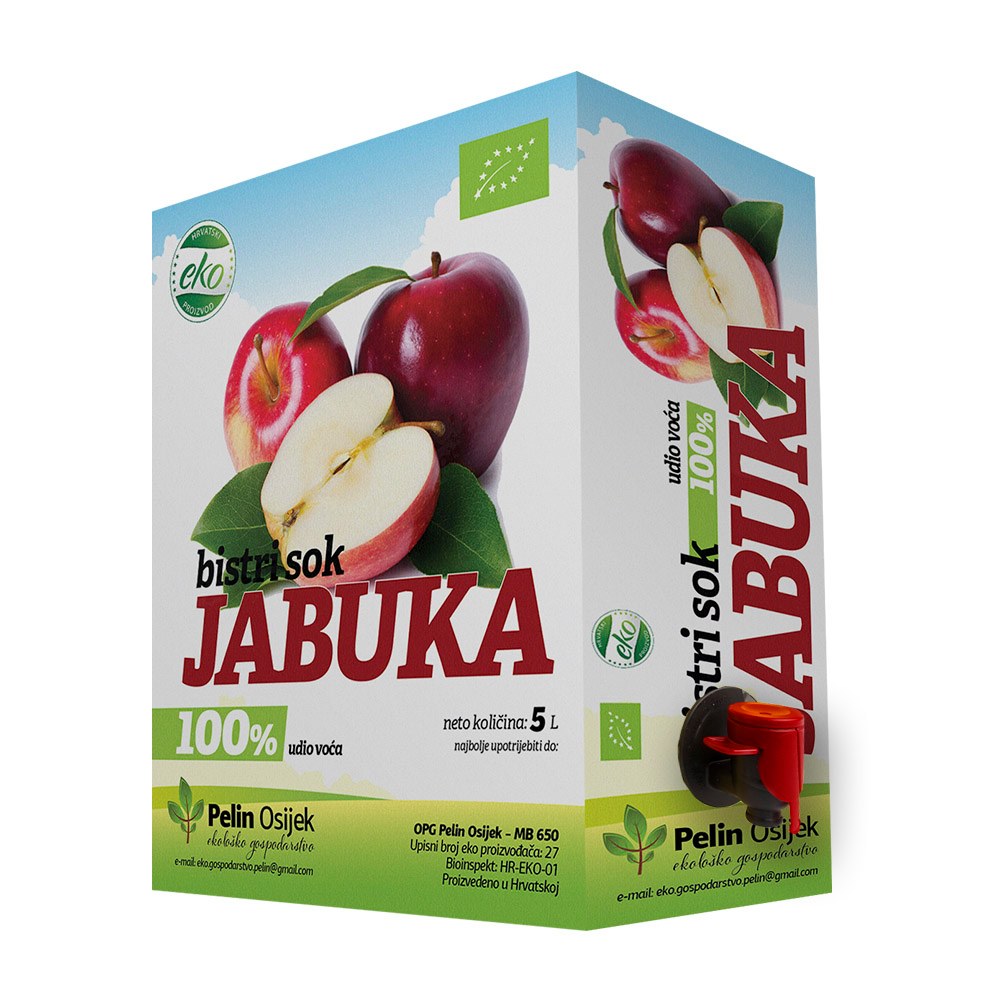 HRVATSKI
eko
PROIZVOD
bistri sok
JABUKA
100% udio voća
neto količina: 5 L
najbolje upotrijebiti do:
Pelin Osijek
ekološko gospodarstvo
e-mail: eko.gospodarstvo.pelin@gmail.com
OPG Pelin Osijek - MB 650
Upisni broj eko proizvođača: 27
Bioinspekt: HR-EKO-01
Proizvedeno u Hrvatskoj
udio voća
100%
stri sok
JABUKA
HRVATSKI
eko
PROIZVOD
Pelin Osijek
ekološko gospodarstvo
e-mail: eko.gospodarstvo.pelin@gmail.com